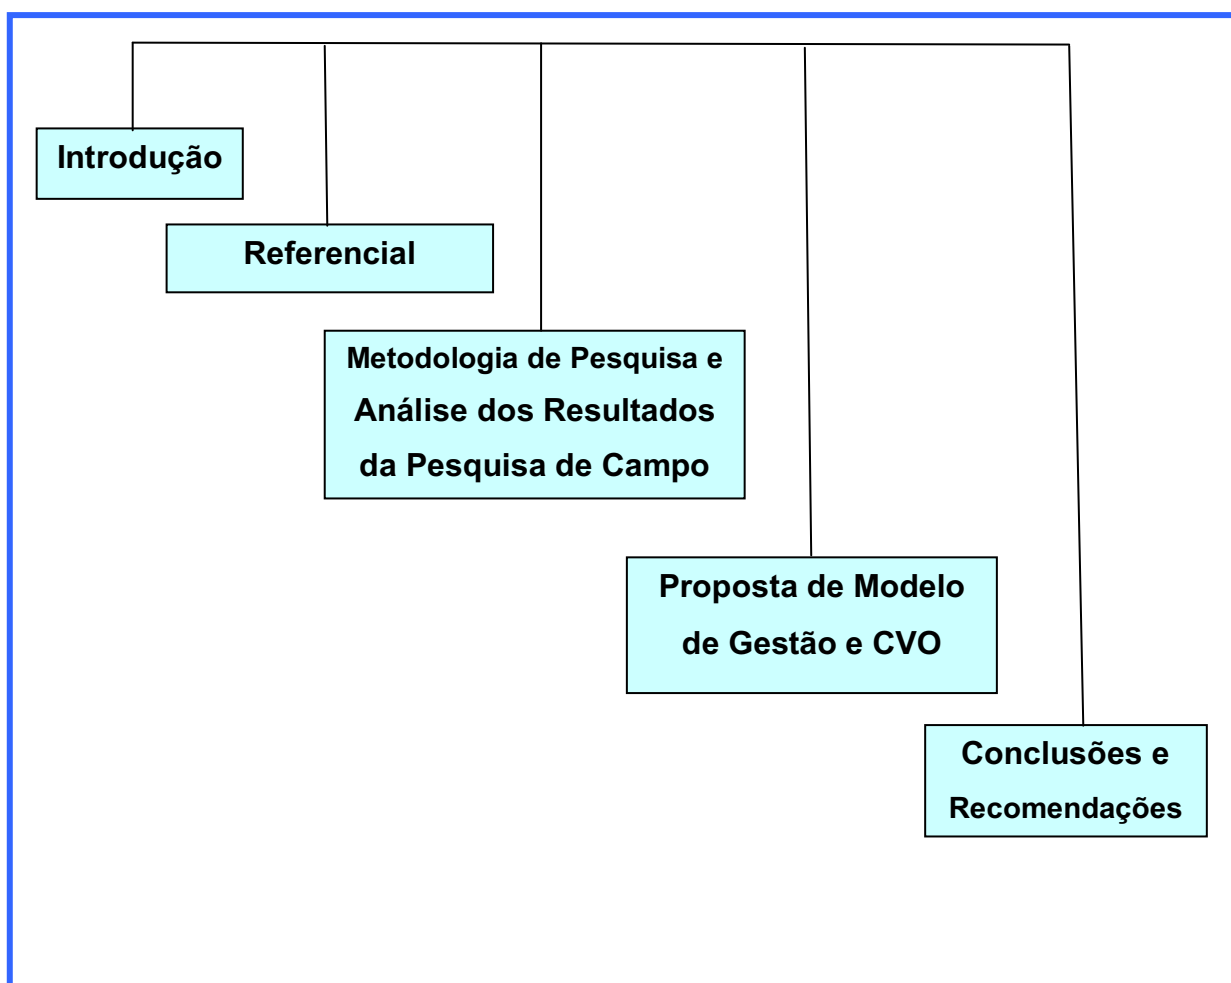 Introdução
Referencial
Metodologia de Pesquisa e
Análise dos Resultados
da Pesquisa de Campo
Proposta de Modelo
de Gestão e CVO
Conclusões e
Recomendações